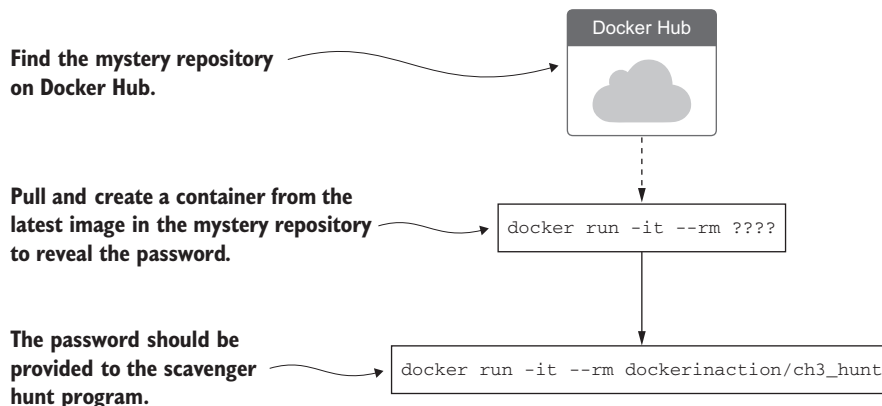 Docker Hub
Find the mystery repository
on Docker Hub.
Pull and create a container from the
latest image in the mystery repository
to reveal the password.
docker run -it --rm ????
The password should be
provided to the scavenger
hunt program.
docker run -it --rm dockerinaction/ch3_hunt